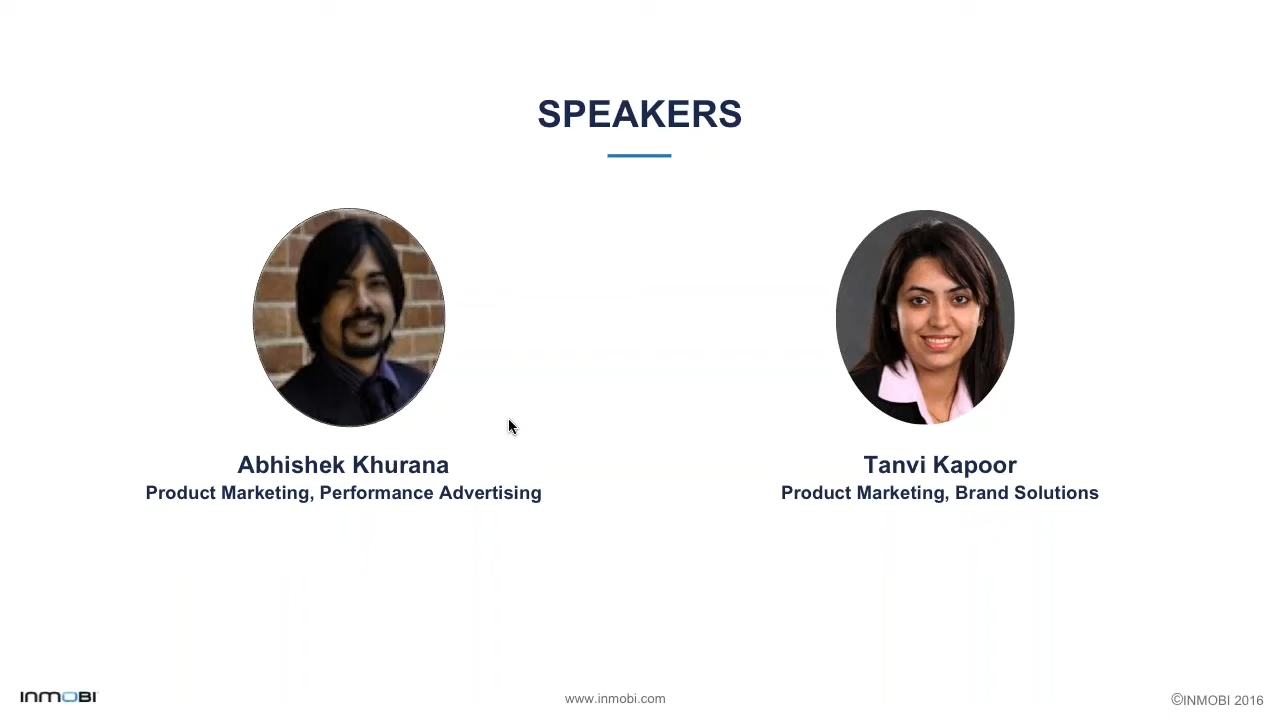 SPEAKERS
Abhishek Khurana
Product Marketing, Performance Advertising
Tanvi Kapoor
Product Marketing, Brand Solutions
INMOBI
www.inmobi.com
©INMOBI 2016